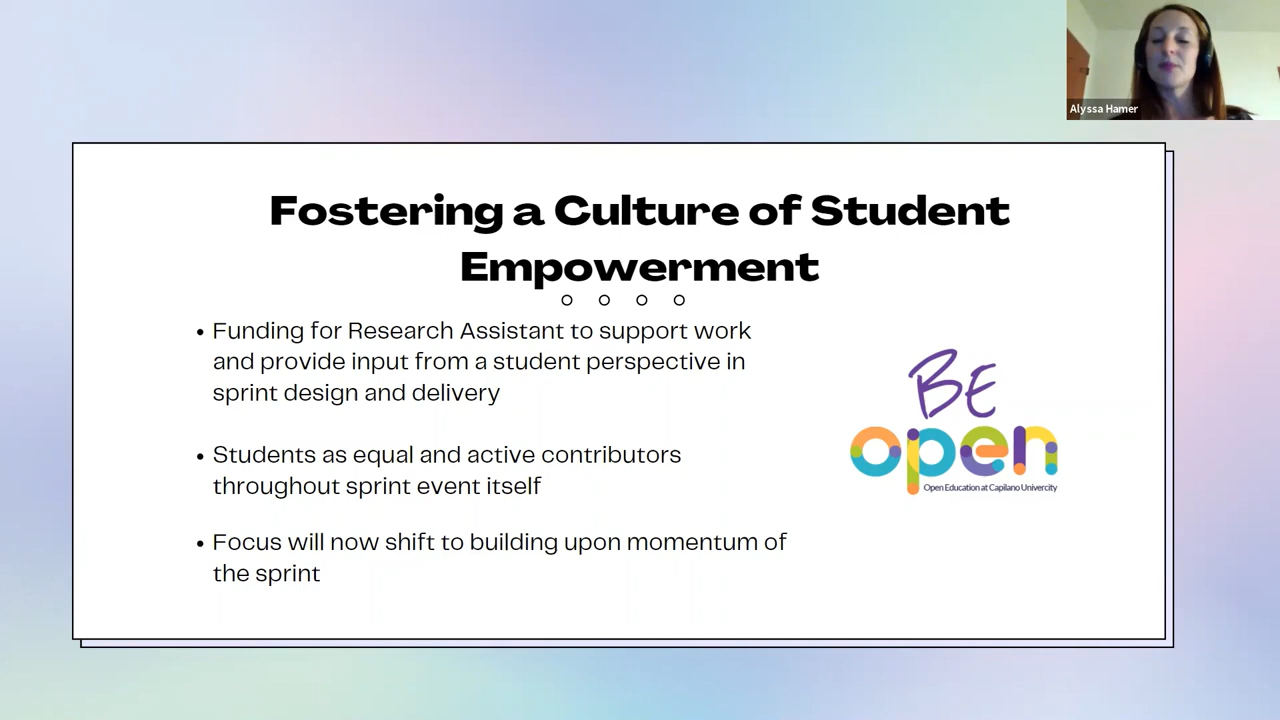 Alyssa Hamer
Fostering a Culture of Student
Empowerment
• Funding for Research Assistant to support work
and provide input from a student perspective in
sprint design and delivery
• Students as equal and active contributors
throughout sprint event itself
• Focus will now shift to building upon momentum of
the sprint
BE
open
Open Education at Capilano Univercity